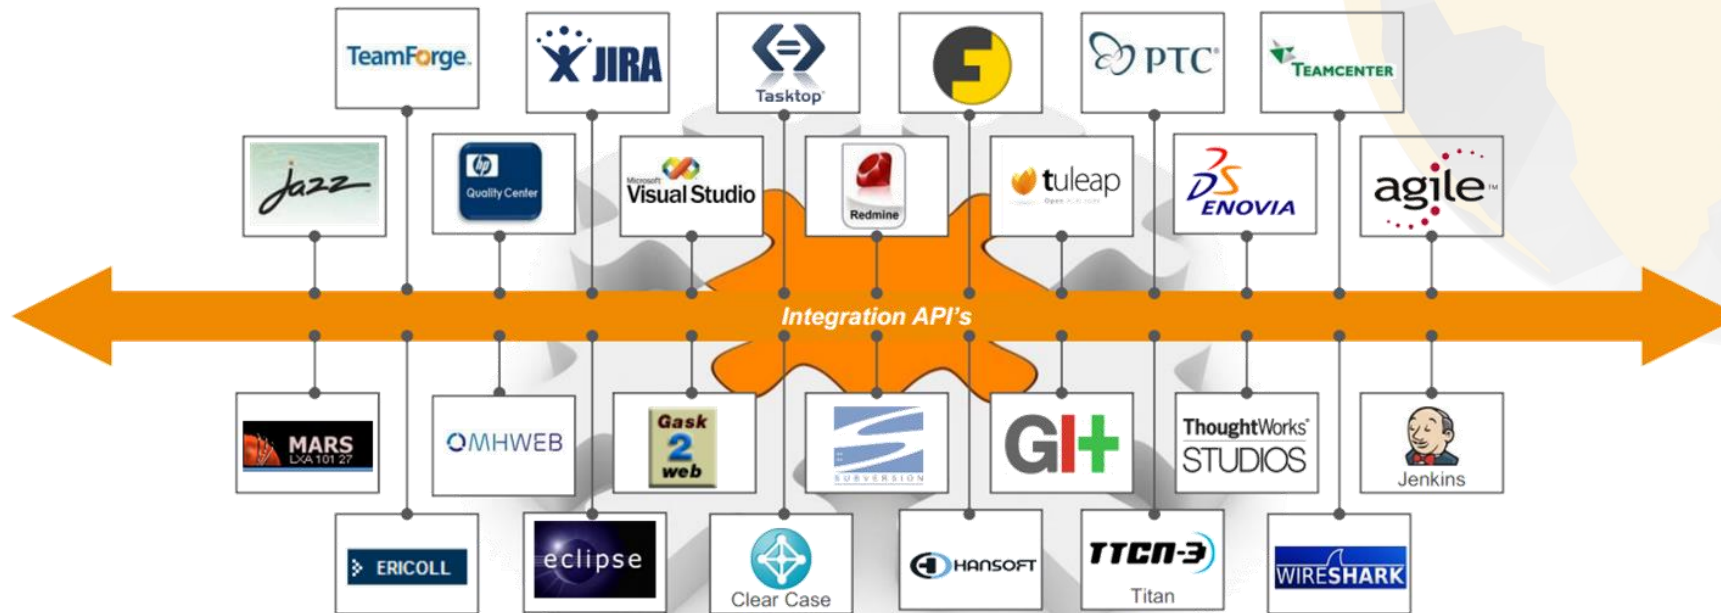 TeamForge
JIRA
Tasktop
PTC
TEAMCENTER
jazz
hp
Quality Center
Microsoft
Visual Studio
Redmine
tuleap
ENOVIA
agile
Integration API's
MARS
LXA 101 27
MHWEB
Gask
2
web
SUBVERSION
GIt
ThoughtWorks
STUDIOS
Jenkins
ERICOLL
eclipse
Clear Case
HANSOFT
TTCN-3
Titan
WIRESHARK